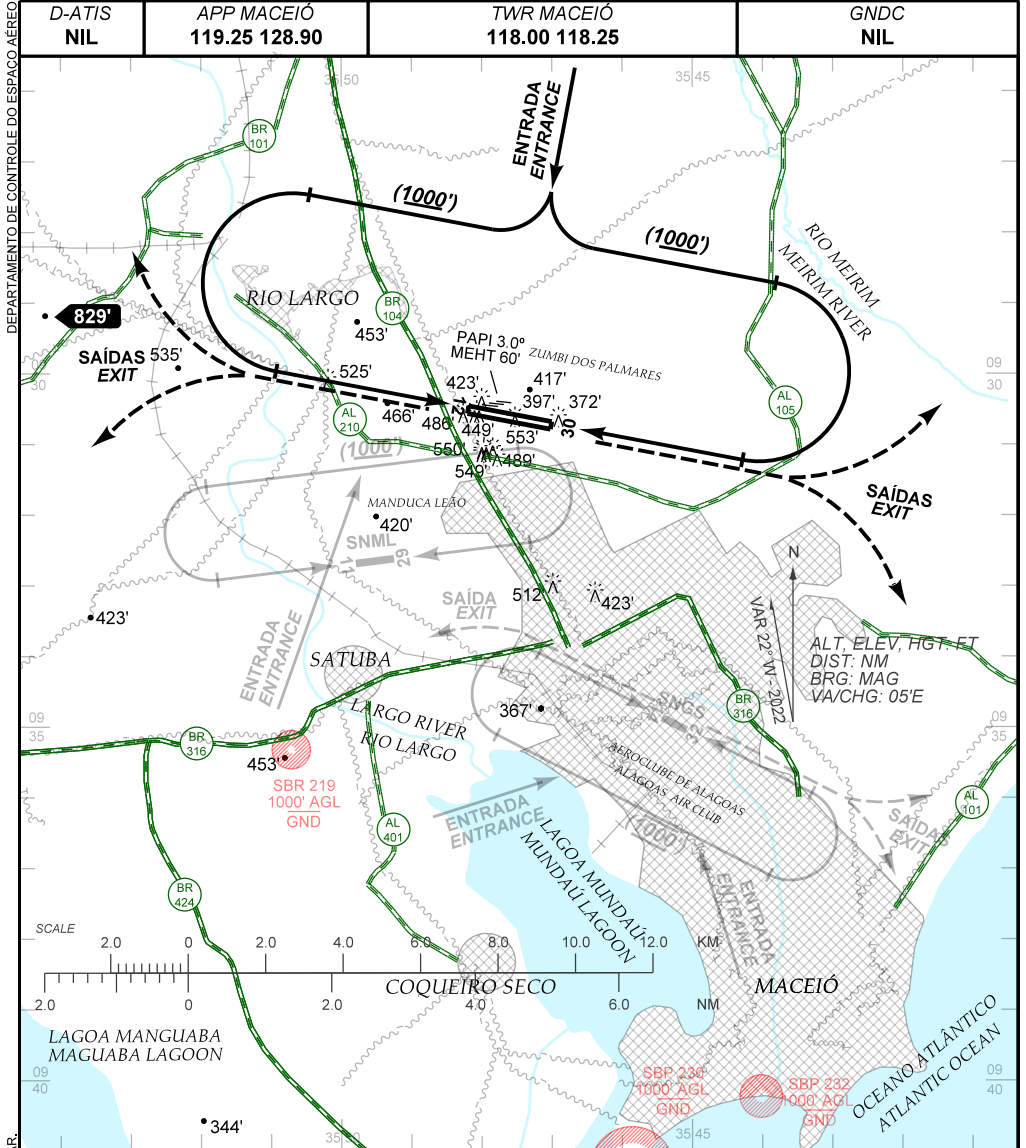 D-ATIS
NIL
APP MACEIÓ
119.25 128.90
TWR MACEIÓ
118.00 118.25
GNDC
NIL
DEPARTAMENTO DE CONTROLE DO ESPAÇO AÉREO
35 50
35 45
ENTRADA
ENTRANCE
BR
101
(1000')
(1000')
RIO MEIRIM
MEIRIM RIVER
RIO LARGO
BR
104
829'
453'
SAÍDAS
EXIT
535'
525'
PAPI 3.0º
MEHT 60'
ZUMBI DOS PALMARES
09
30
09
30
423'
417'
397'
372'
12
30
466'
486'
449'
553'
AL
210
AL
105
550'
549'
489'
(1000')
SAÍDAS
EXIT
MANDUCA LEÃO
420'
SNML
11
29
423'
512'
423'
SAÍDA
EXIT
ENTRADA
ENTRANCE
N
VAR 22° W - 2022
ALT, ELEV, HGT: FT
DIST: NM
BRG: MAG
VA/CHG: 05'E
SATUBA
LARGO RIVER
RIO LARGO
367'
SNGS
32
BR
316
09
35
09
35
BR
316
453'
SBR 219
1000' AGL
GND
AEROCLUBE DE ALAGOAS
ALAGOAS AIR CLUB
ENTRADA
ENTRANCE
(1000')
SAÍDAS
EXIT
AL
101
AL
401
LAGOA MUNDAÚ
MUNDAÚ LAGOON
ENTRADA
ENTRANCE
BR
424
SCALE
2.0 0 2.0 4.0 6.0 8.0 10.0 12.0 KM
2.0 0 2.0 4.0 6.0 NM
COQUEIRO SECO
MACEIÓ
LAGOA MANGUABA
MAGUABA LAGOON
OCEANO ATLÂNTICO
ATLANTIC OCEAN
09
40
09
40
SBP 230
1000' AGL
GND
SBP 232
1000' AGL
GND
344'
35 50
35 45